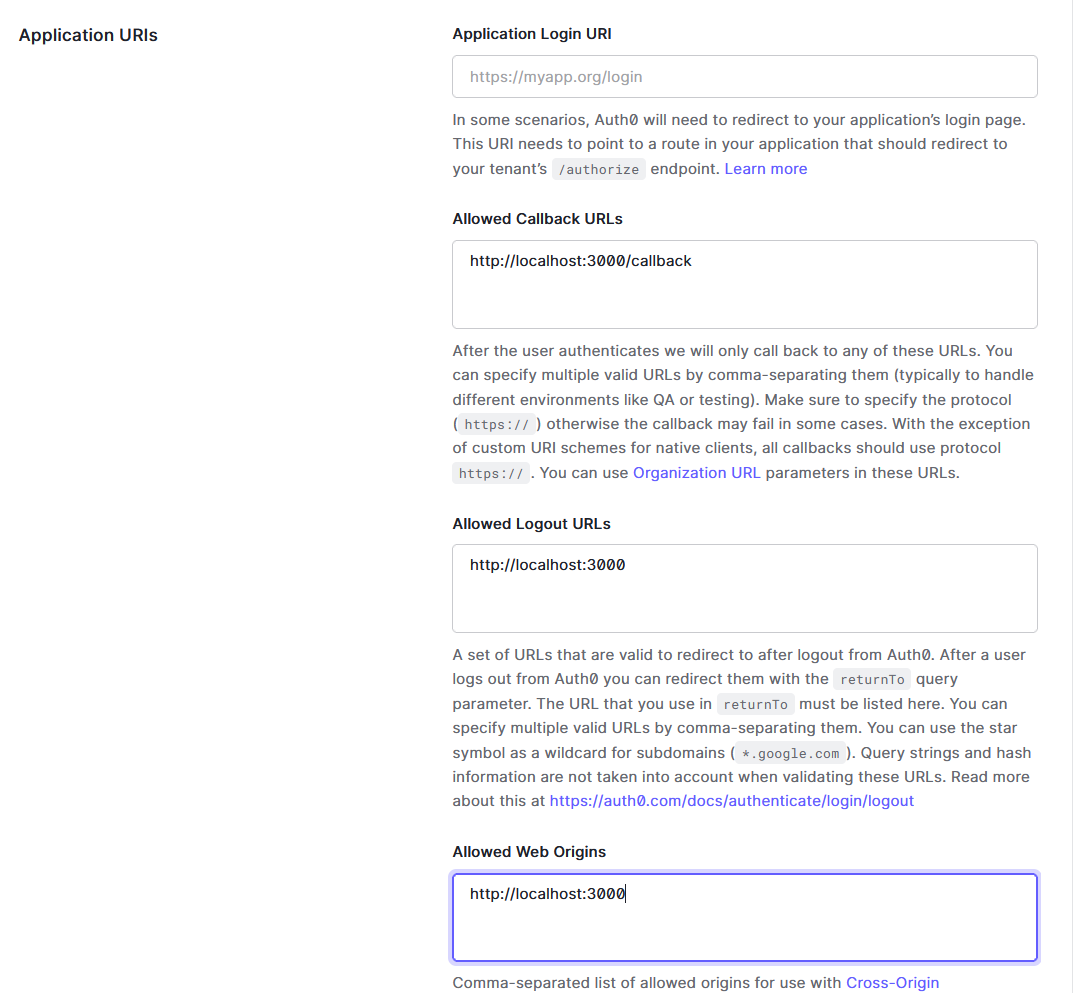 Application URIs
Application Login URI
https://myapp.org/login
In some scenarios, Auth0 will need to redirect to your application's login page.
This URI needs to point to a route in your application that should redirect to
your tenant's /authorize endpoint. Learn more
Allowed Callback URLs
http://localhost:3000/callback
After the user authenticates we will only call back to any of these URLs. You
can specify multiple valid URLs by comma-separating them (typically to handle
different environments like QA or testing). Make sure to specify the protocol
( https:// ) otherwise the callback may fail in some cases. With the exception
of custom URI schemes for native clients, all callbacks should use protocol
https:// . You can use Organization URL parameters in these URLs.
Allowed Logout URLs
http://localhost:3000
A set of URLs that are valid to redirect to after logout from Auth0. After a user
logs out from Auth0 you can redirect them with the returnTo query
parameter. The URL that you use in returnTo must be listed here. You can
specify multiple valid URLs by comma-separating them. You can use the star
symbol as a wildcard for subdomains ( *.google.com ). Query strings and hash
information are not taken into account when validating these URLs. Read more
about this at https://auth0.com/docs/authenticate/login/logout
Allowed Web Origins
http://localhost:3000
Comma-separated list of allowed origins for use with Cross-Origin